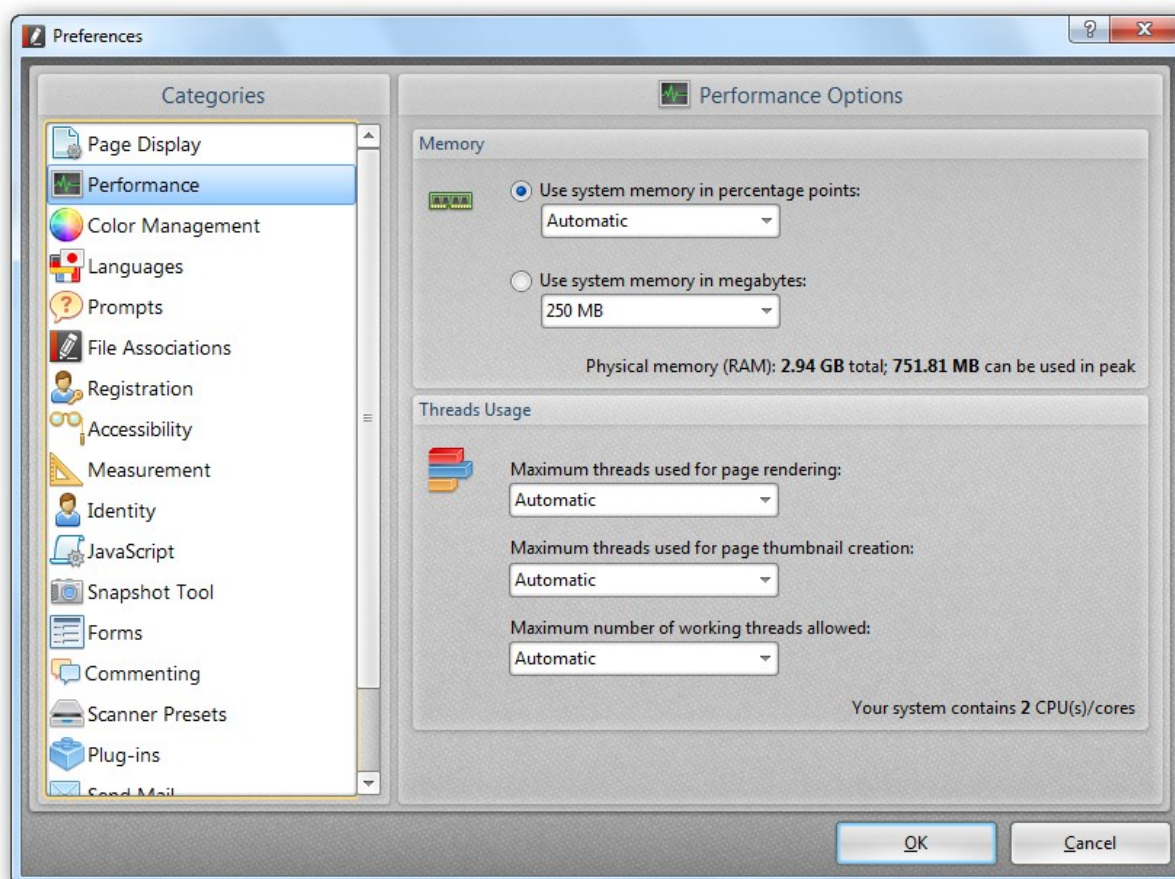 Preferences
Categories
Page Display
Performance
Color Management
Languages
Prompts
File Associations
Registration
Accessibility
Measurement
Identity
JavaScript
Snapshot Tool
Forms
Commenting
Scanner Presets
Plug-ins
Send Mail
Performance Options
Memory
Use system memory in percentage points:
Automatic
Use system memory in megabytes:
250 MB
Physical memory (RAM): 2.94 GB total; 751.81 MB can be used in peak
Threads Usage
Maximum threads used for page rendering:
Automatic
Maximum threads used for page thumbnail creation:
Automatic
Maximum number of working threads allowed:
Automatic
Your system contains 2 CPU(s)/cores
OK
Cancel